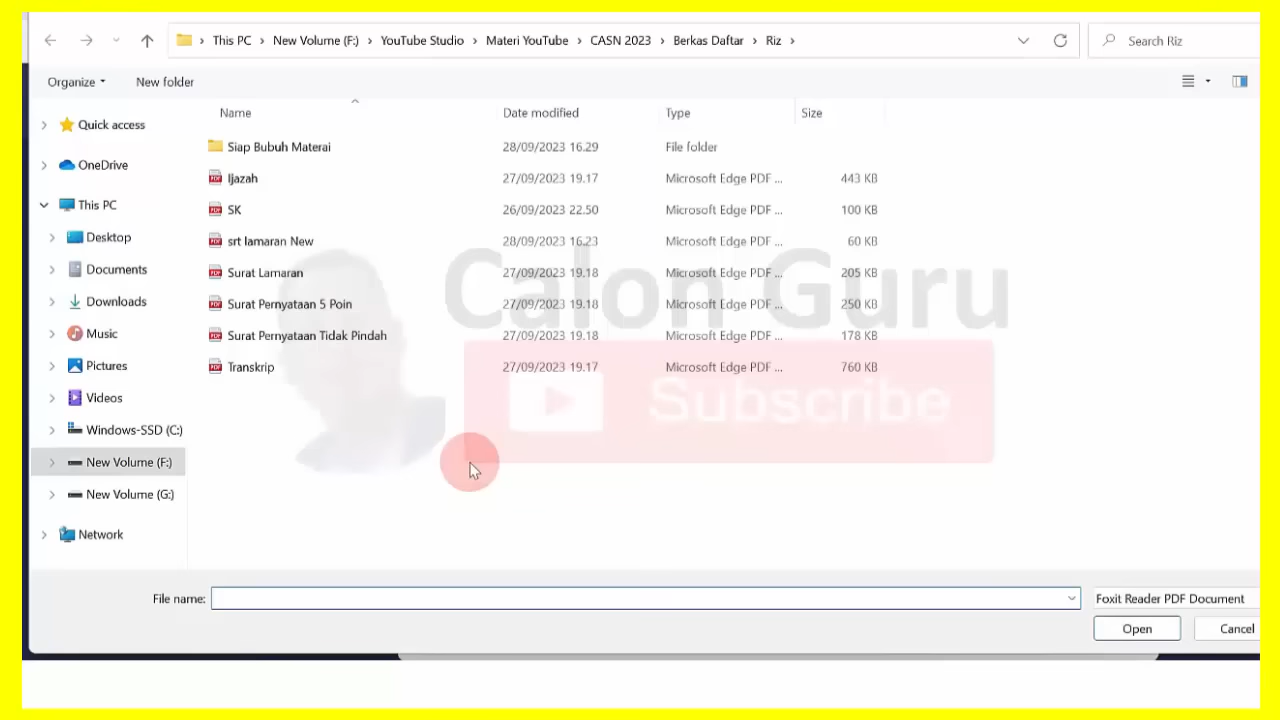 This PC › New Volume (F:) › YouTube Studio › Materi YouTube › CASN 2023 › Berkas Daftar › Riz › Search Riz
Organize New folder
Name Date modified Type Size
Quick access
OneDrive
This PC
Desktop
Documents
Downloads
Music
Pictures
Videos
Windows-SSD (C:)
New Volume (F:)
New Volume (G:)
Network
Siap Bubuh Materai 28/09/2023 16.29 File folder
Ijazah 27/09/2023 19.17 Microsoft Edge PDF ... 443 KB
SK 26/09/2023 22.50 Microsoft Edge PDF ... 100 KB
srt lamaran New 28/09/2023 16.23 Microsoft Edge PDF ... 60 KB
Surat Lamaran 27/09/2023 19.18 Microsoft Edge PDF ... 205 KB
Surat Pernyataan 5 Poin 27/09/2023 19.18 Microsoft Edge PDF ... 250 KB
Surat Pernyataan Tidak Pindah 27/09/2023 19.18 Microsoft Edge PDF ... 178 KB
Transkrip 27/09/2023 19.17 Microsoft Edge PDF ... 760 KB
Calon Guru
Subscribe
File name: Foxit Reader PDF Document
Open Cancel